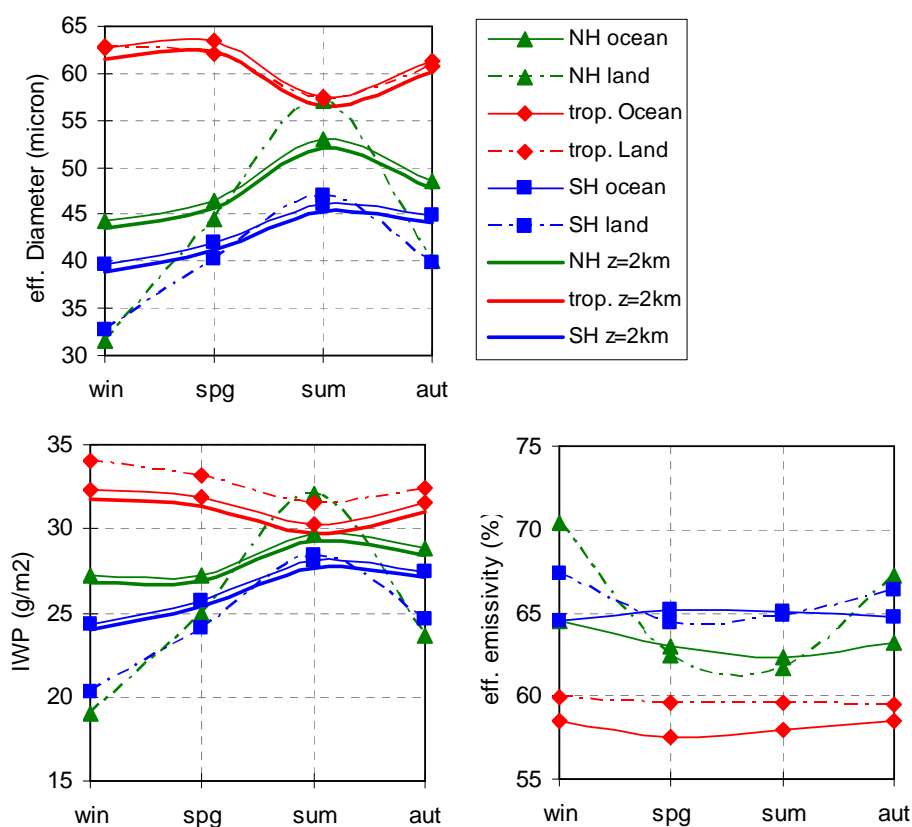 eff. Diameter (micron)
65
60
55
50
45
40
35
30
win spg sum aut
NH ocean
NH land
trop. Ocean
trop. Land
SH ocean
SH land
NH z=2km
trop. z=2km
SH z=2km
IWP (g/m2)
35
30
25
20
15
win spg sum aut
eff. emissivity (%)
75
70
65
60
55
win spg sum aut